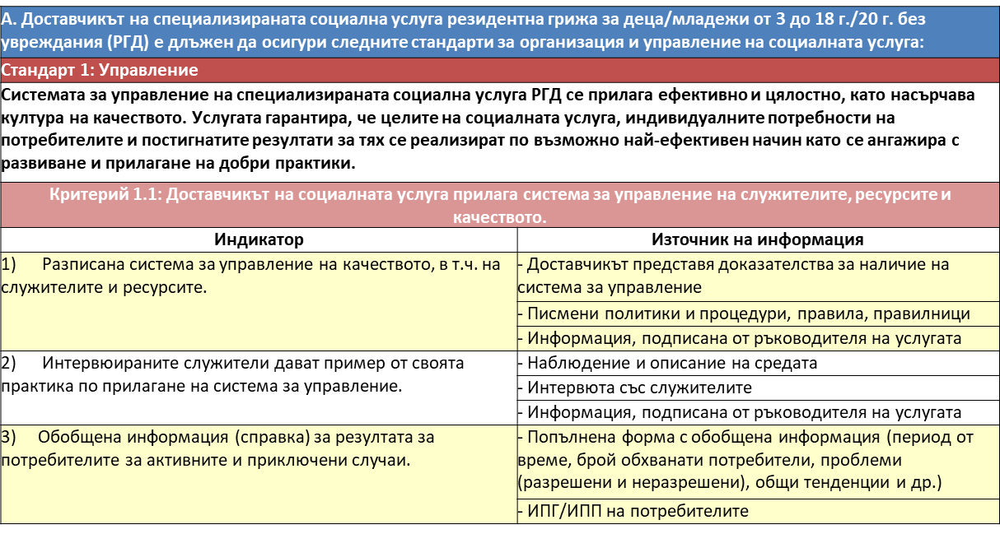 А. Доставчикът на специализираната социална услуга резидентна грижа за деца/младежи от 3 до 18 г./20 г. без
увреждания (РГД) е длъжен да осигури следните стандарти за организация и управление на социалната услуга:
Стандарт 1: Управление
Системата за управление на специализираната социална услуга РГД се прилага ефективно и цялостно, като насърчава
култура на качеството. Услугата гарантира, че целите на социалната услуга, индивидуалните потребности на
потребителите и постигнатите резултати за тях се реализират по възможно най-ефективен начин като се ангажира с
развиване и прилагане на добри практики.
Критерий 1.1: Доставчикът на социалната услуга прилага система за управление на служителите, ресурсите и
качеството.
Индикатор
Източник на информация
1) Разписана система за управление на качеството, в т.ч. на
служителите и ресурсите.
- Доставчикът представя доказателства за наличие на
система за управление
- Писмени политики и процедури, правила, правилници
- Информация, подписана от ръководителя на услугата
2) Интервюираните служители дават пример от своята
практика по прилагане на система за управление.
- Наблюдение и описание на средата
- Интервюта със служителите
- Информация, подписана от ръководителя на услугата
3) Обобщена информация (справка) за резултата за
потребителите за активните и приключени случаи.
- Попълнена форма с обобщена информация (период от
време, брой обхванати потребители, проблеми
(разрешени и неразрешени), общи тенденции и др.)
- ИПГ/ИПП на потребителите